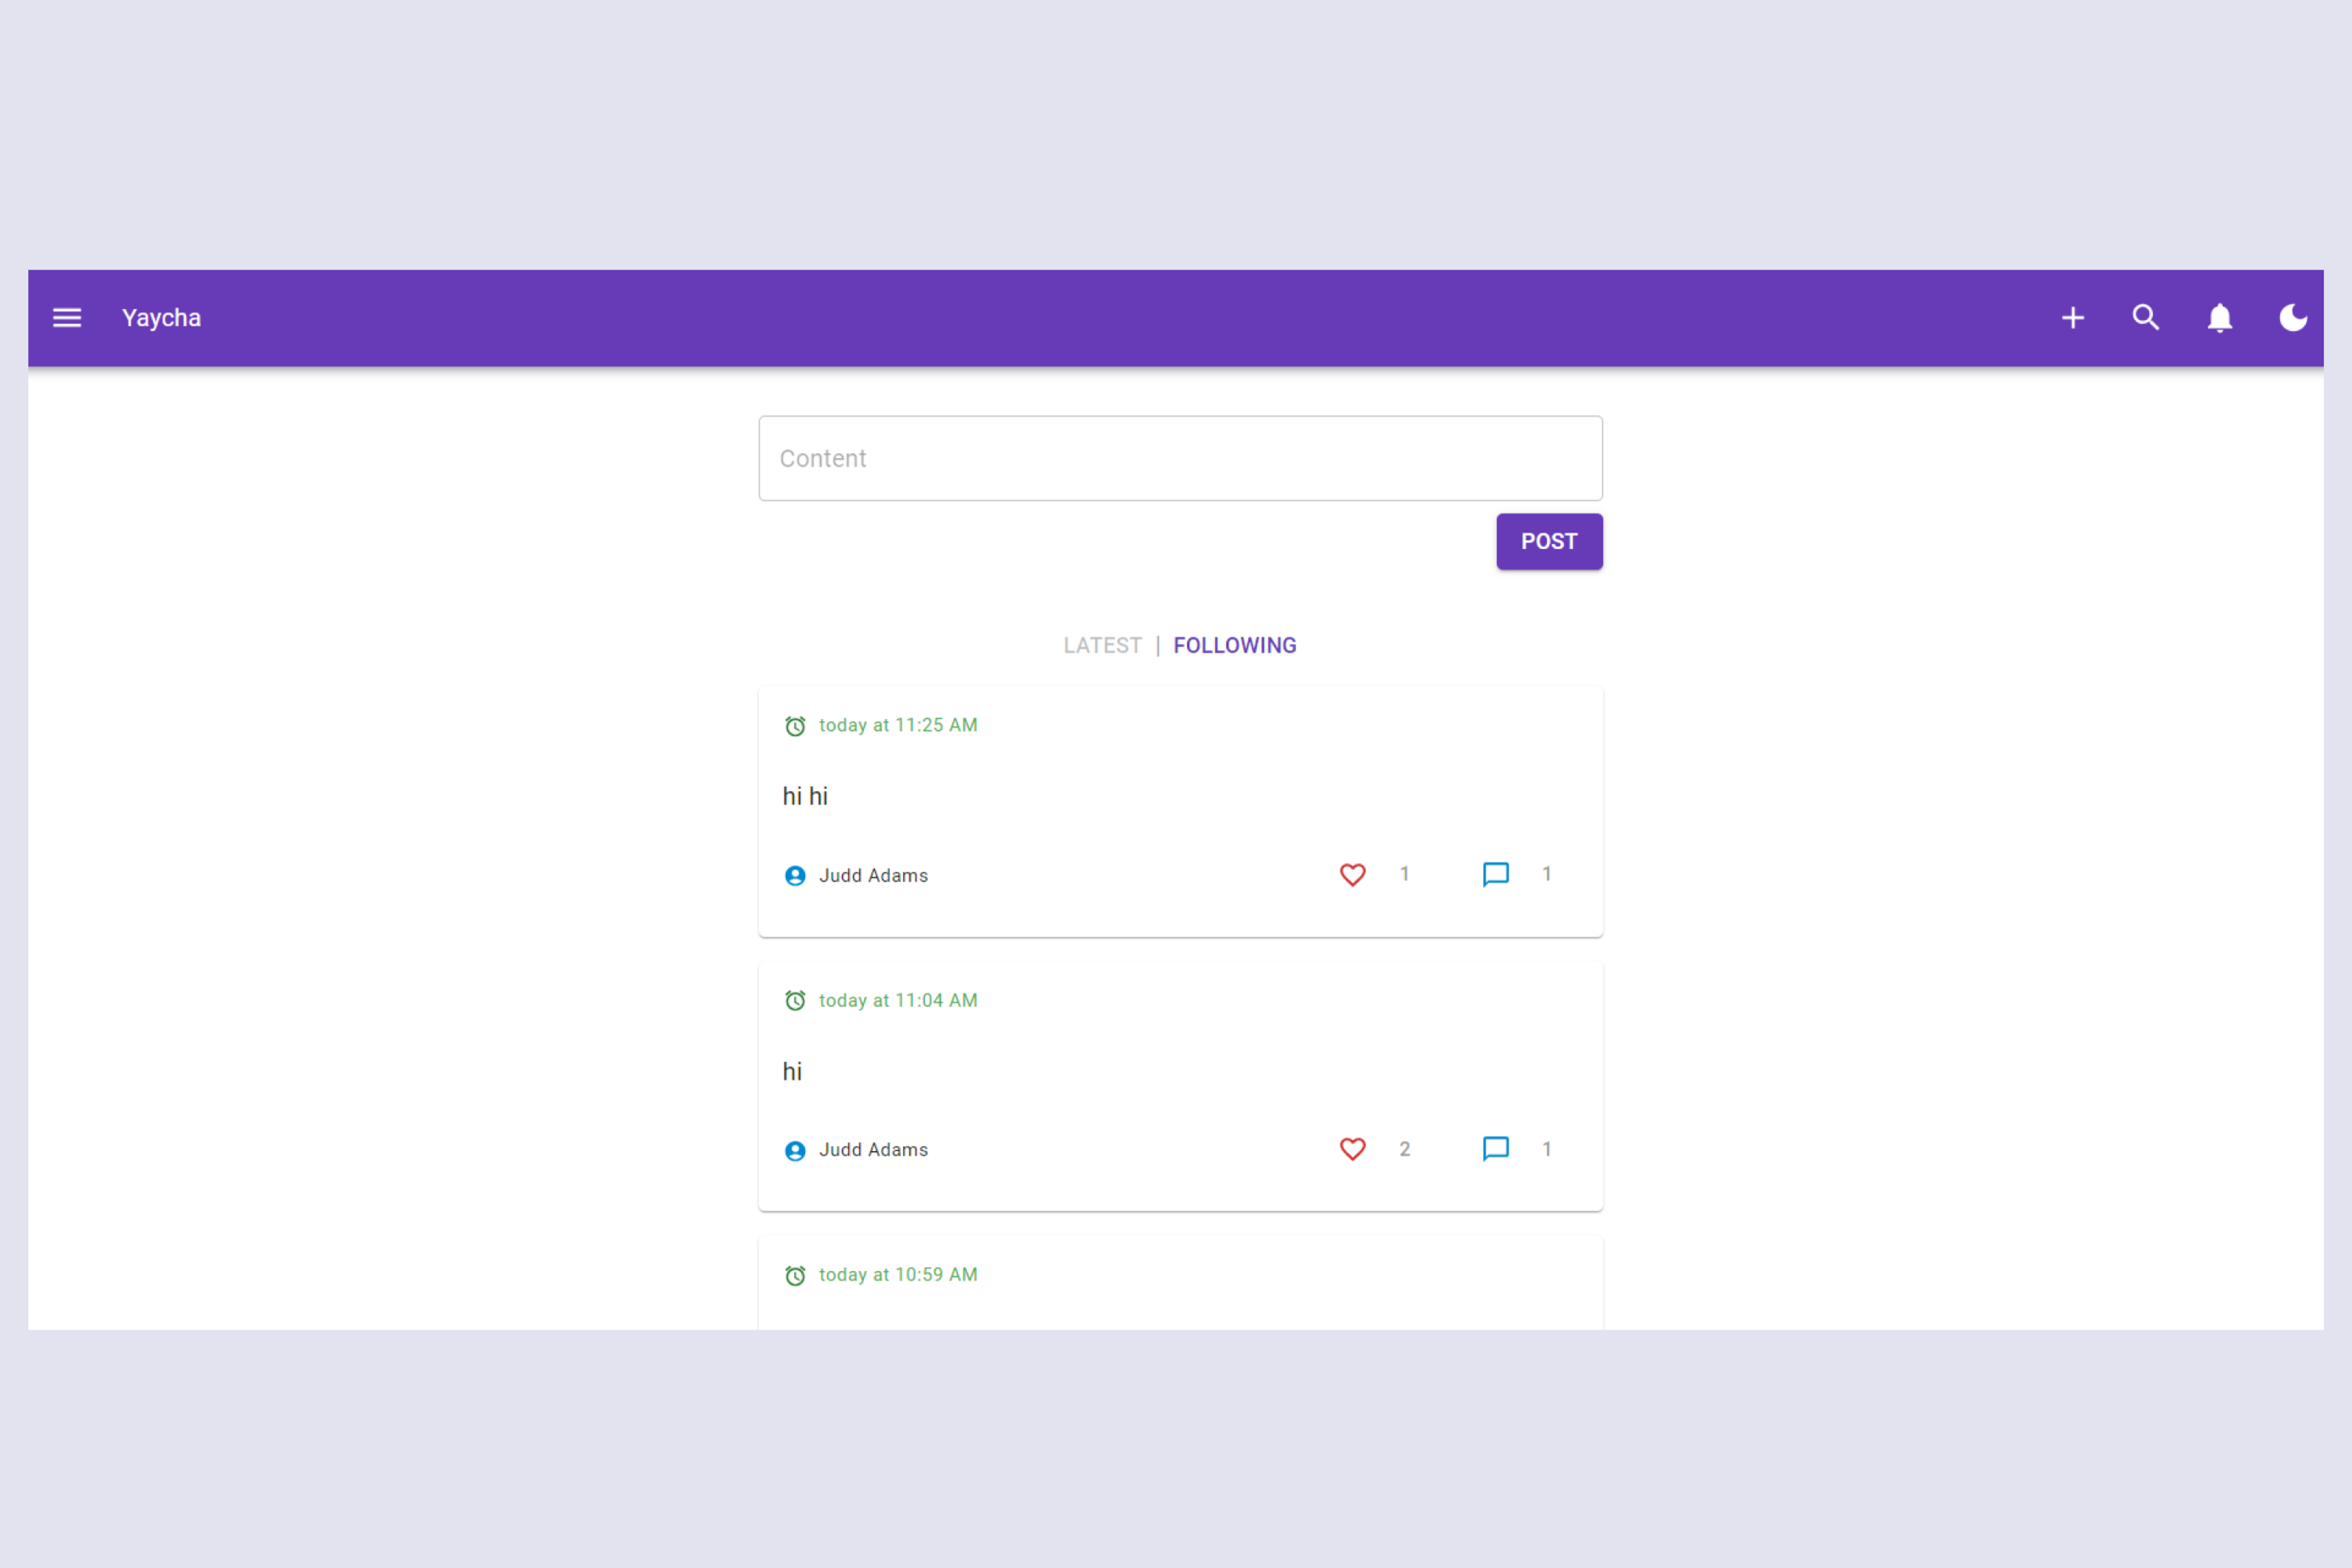 Yaycha
Content
POST
LATEST | FOLLOWING
today at 11:25 AM
hi hi
Judd Adams 1 1
today at 11:04 AM
hi
Judd Adams 2 1
today at 10:59 AM